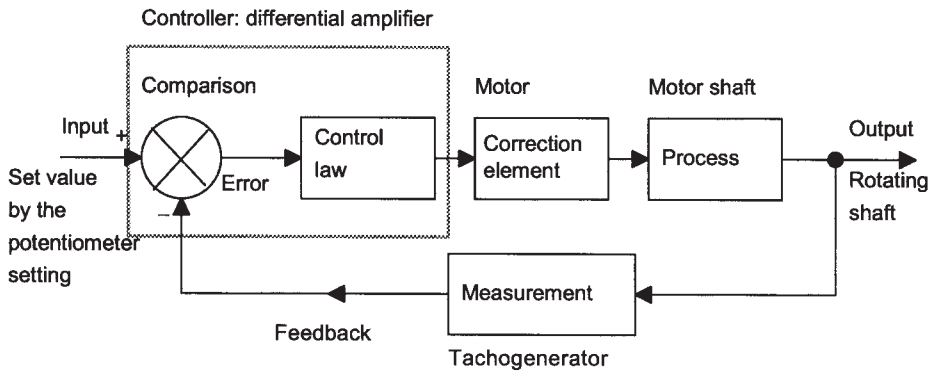 Controller: differential amplifier
Comparison
Motor
Motor shaft
Input
+
Control
law
Correction
element
Process
Output
Error
Set value
by the
potentiometer
setting
–
Rotating
shaft
Measurement
Feedback
Tachogenerator